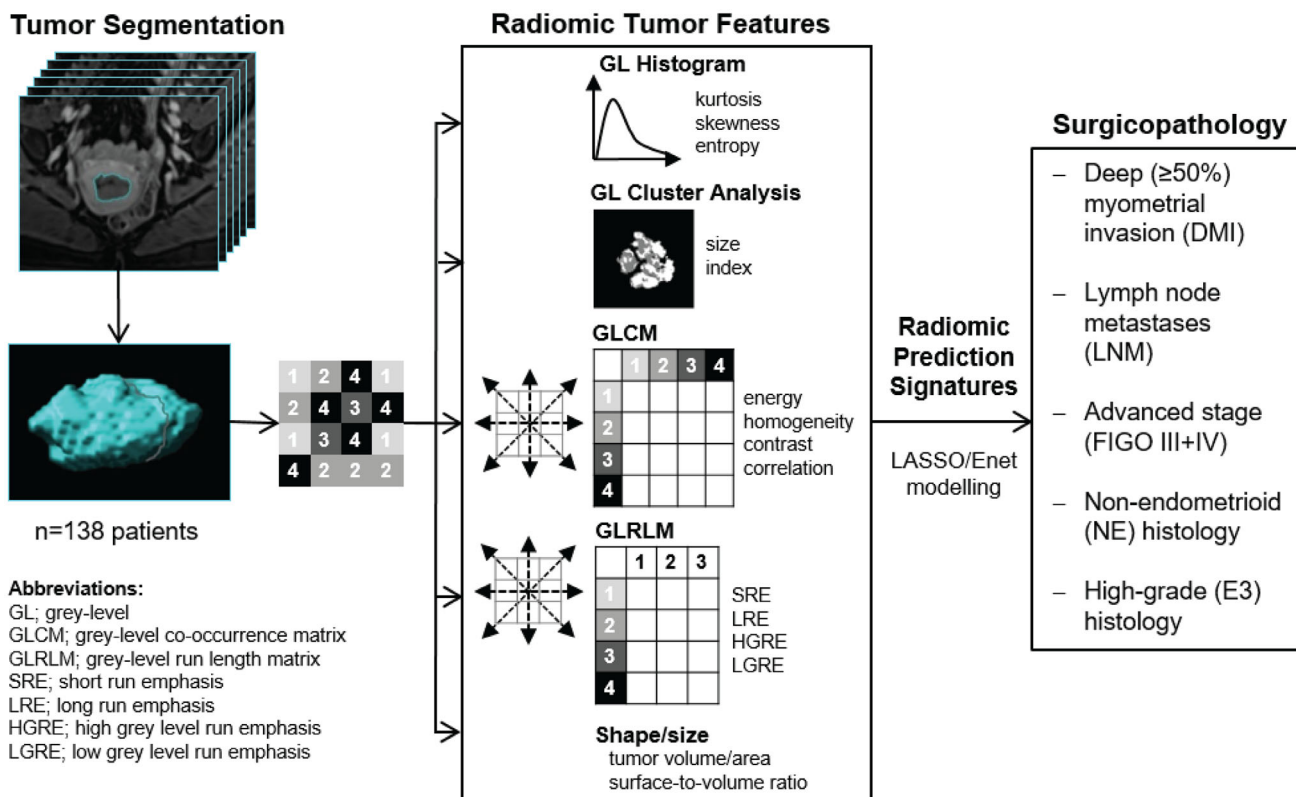 Tumor Segmentation
n=138 patients
Abbreviations:
GL; grey-level
GLCM; grey-level co-occurrence matrix
GLRLM; grey-level run length matrix
SRE; short run emphasis
LRE; long run emphasis
HGRE; high grey level run emphasis
LGRE; low grey level run emphasis
1 2 4 1
2 4 3 4
1 3 4 1
4 2 2 2
Radiomic Tumor Features
GL Histogram
kurtosis
skewness
entropy
GL Cluster Analysis
size
index
GLCM
1 2 3 4
1
2
3
4
energy
homogeneity
contrast
correlation
GLRLM
1 2 3
1
2
3
4
SRE
LRE
HGRE
LGRE
Shape/size
tumor volume/area
surface-to-volume ratio
Radiomic
Prediction
Signatures
LASSO/Enet
modelling
Surgicopathology
– Deep (≥50%)
myometrial
invasion (DMI)
– Lymph node
metastases
(LNM)
– Advanced stage
(FIGO III+IV)
– Non-endometrioid
(NE) histology
– High-grade (E3)
histology